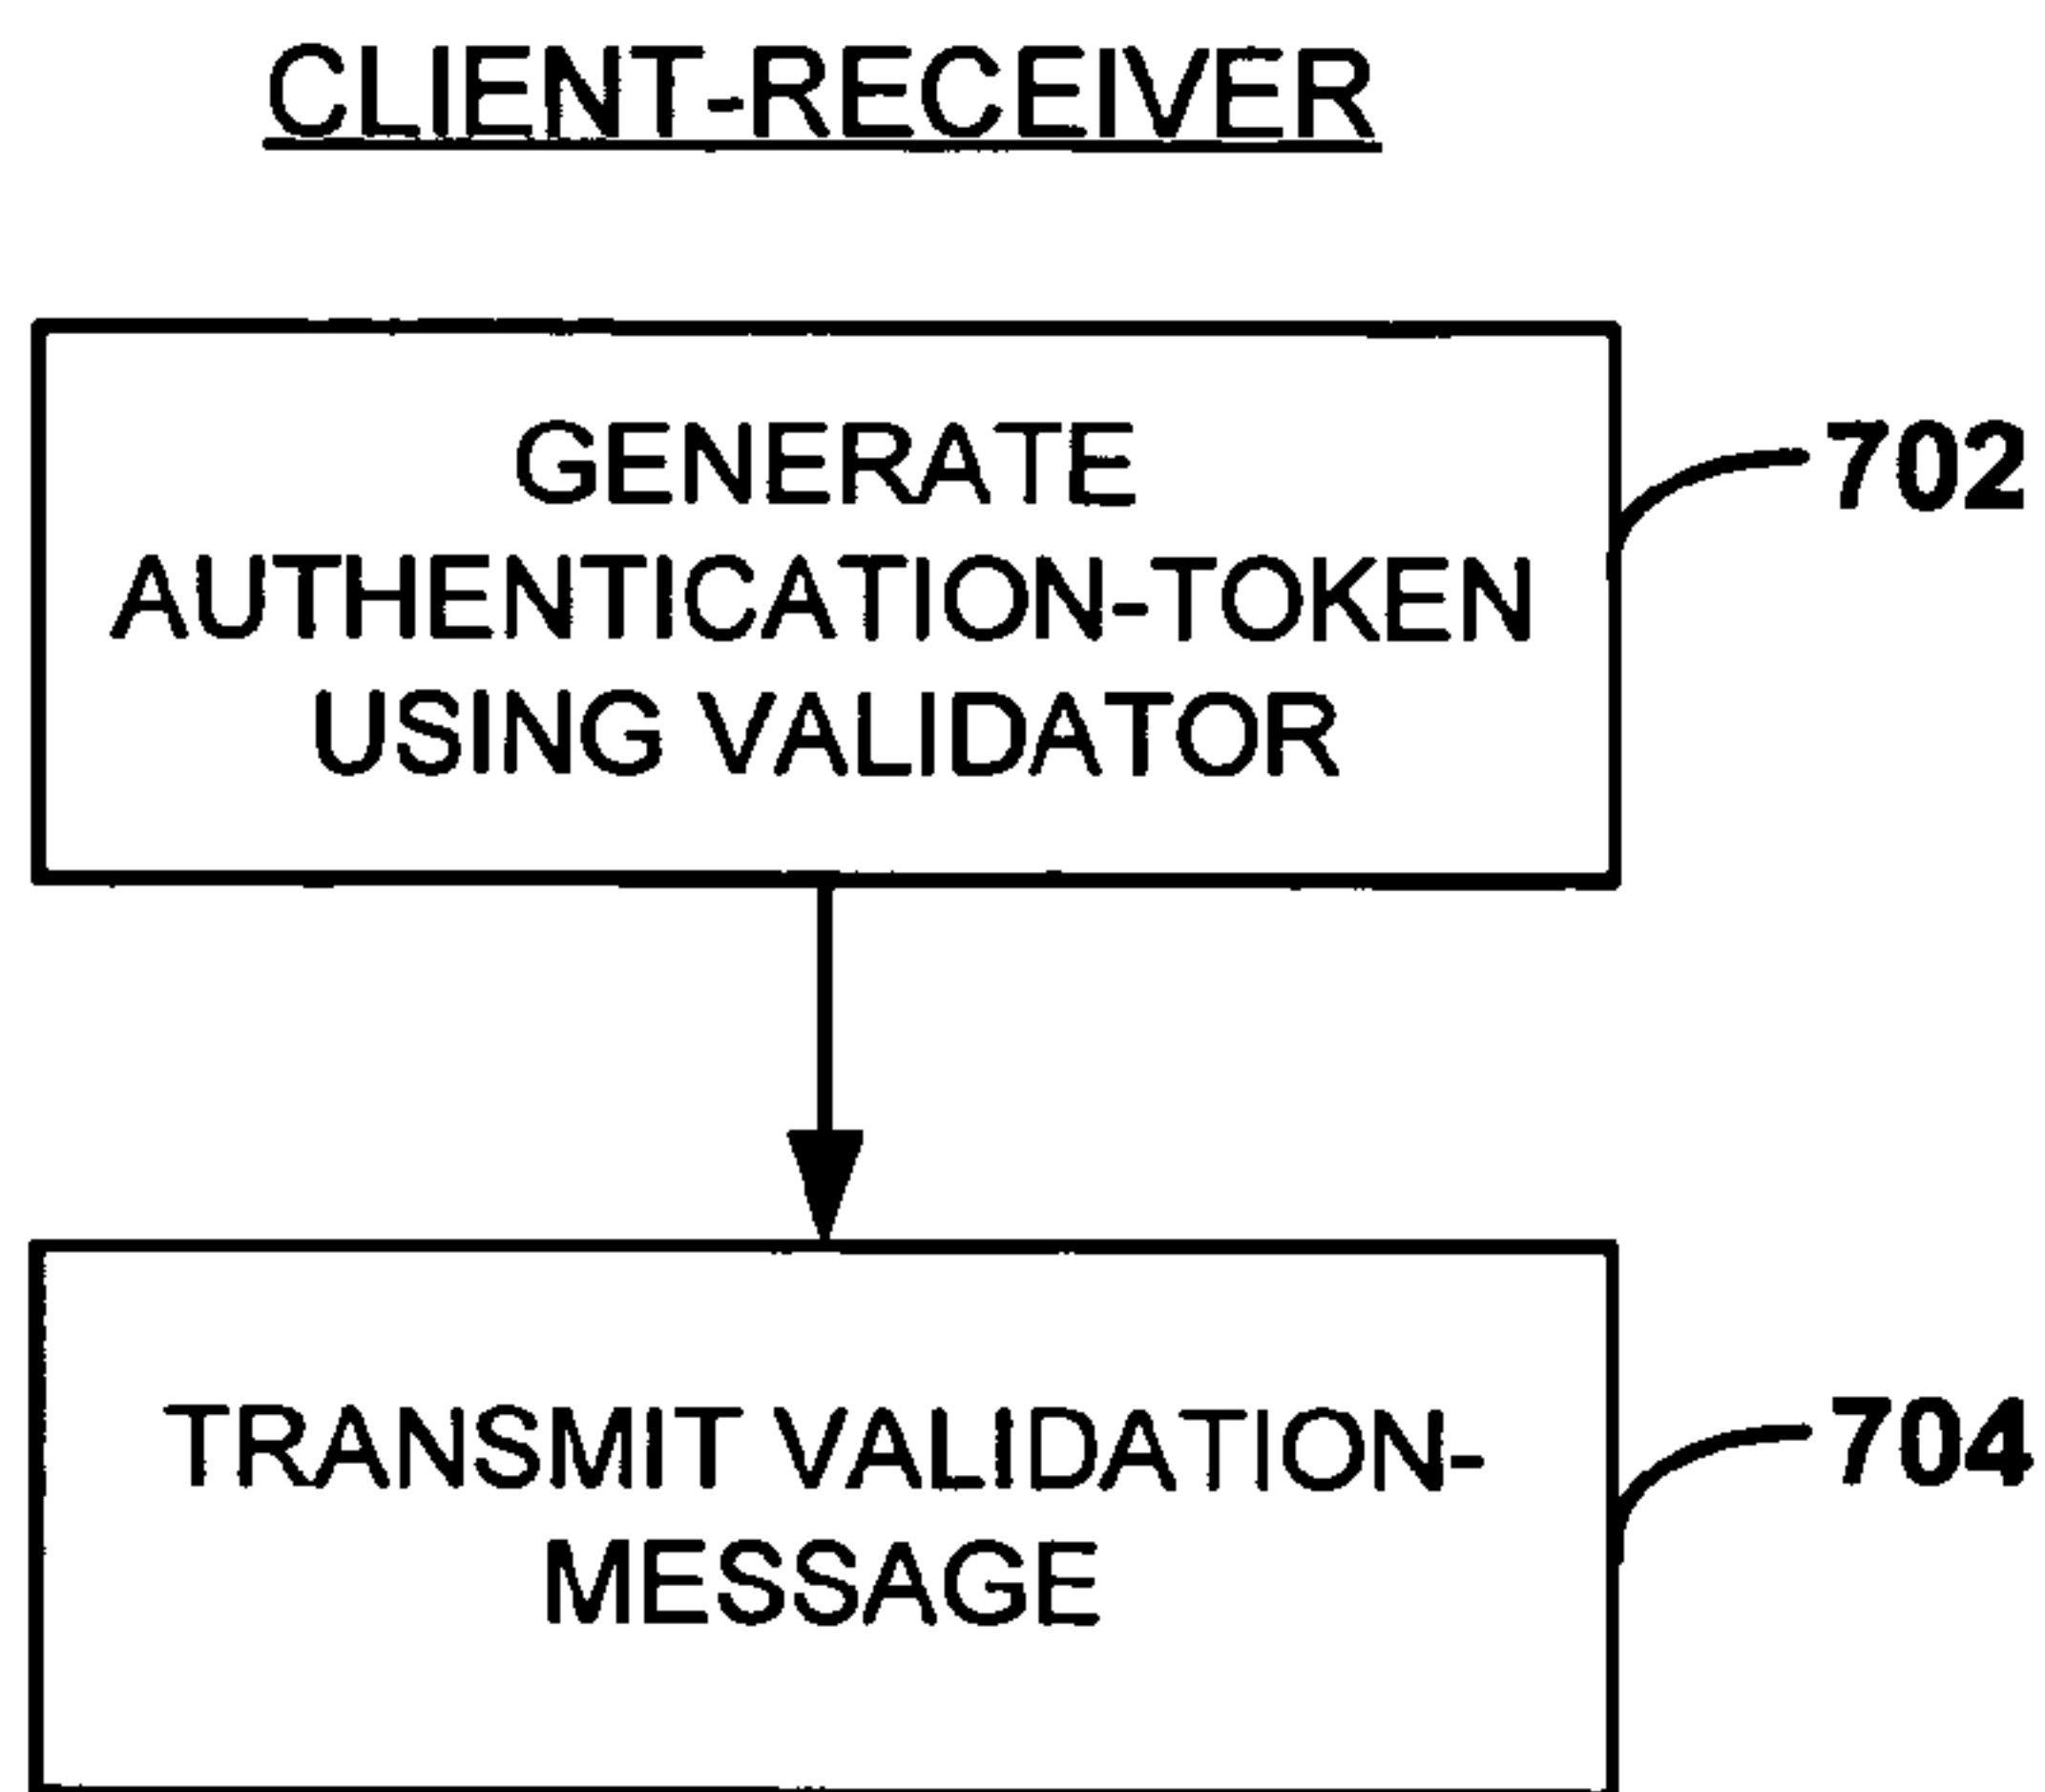 CLIENT-RECEIVER
GENERATE
AUTHENTICATION-TOKEN
USING VALIDATOR
702
TRANSMIT VALIDATION-
MESSAGE
704